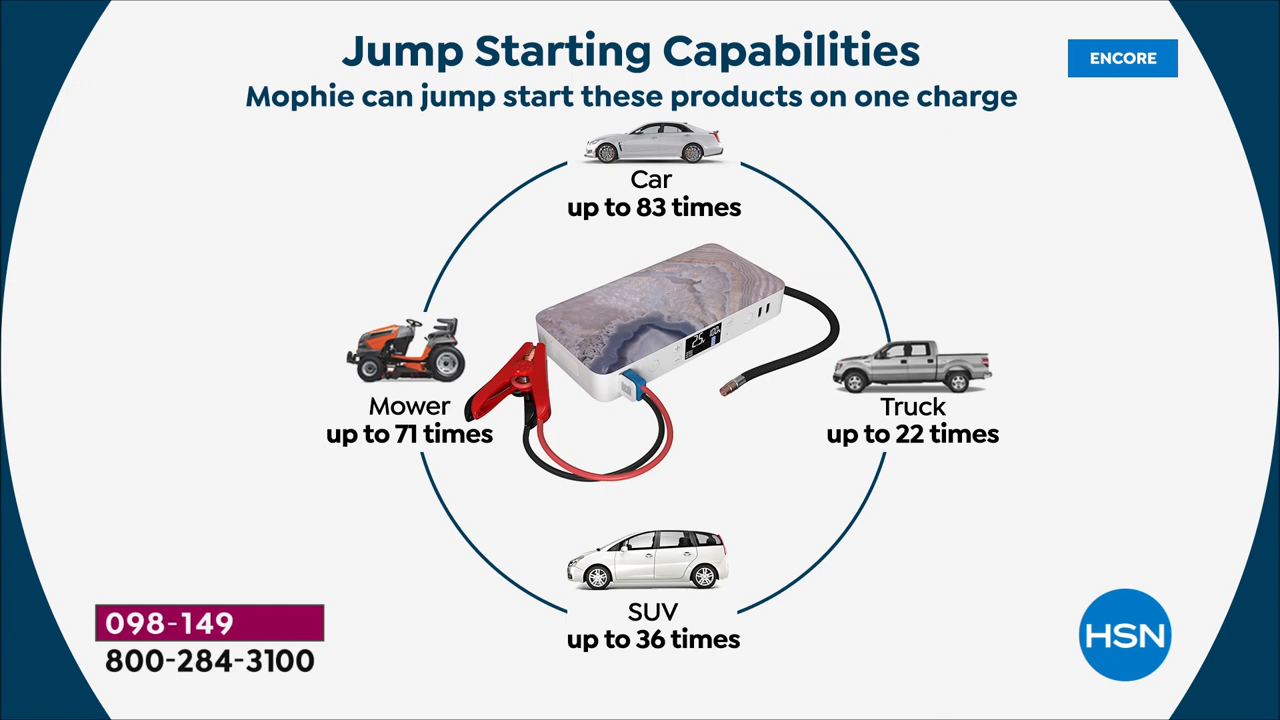 Jump Starting Capabilities
ENCORE
Mophie can jump start these products on one charge
Car
up to 83 times
Mower
up to 71 times
Truck
up to 22 times
SUV
up to 36 times
098-149
800-284-3100
HSN